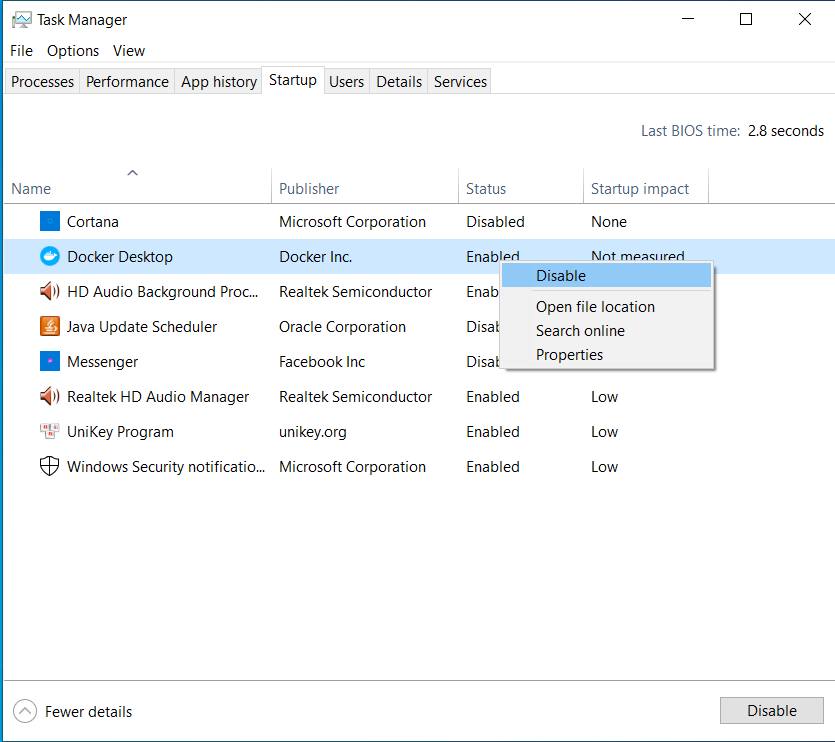 Task Manager
File Options View
Processes Performance App history Startup Users Details Services
Last BIOS time: 2.8 seconds
Name Publisher Status Startup impact
Cortana Microsoft Corporation Disabled None
Docker Desktop Docker Inc. Enabled Not measured
Disable
HD Audio Background Proc... Realtek Semiconductor Enab
Open file location
Java Update Scheduler Oracle Corporation Disab
Search online
Properties
Messenger Facebook Inc Disab
Realtek HD Audio Manager Realtek Semiconductor Enabled Low
UniKey Program unikey.org Enabled Low
Windows Security notificatio... Microsoft Corporation Enabled Low
Fewer details Disable